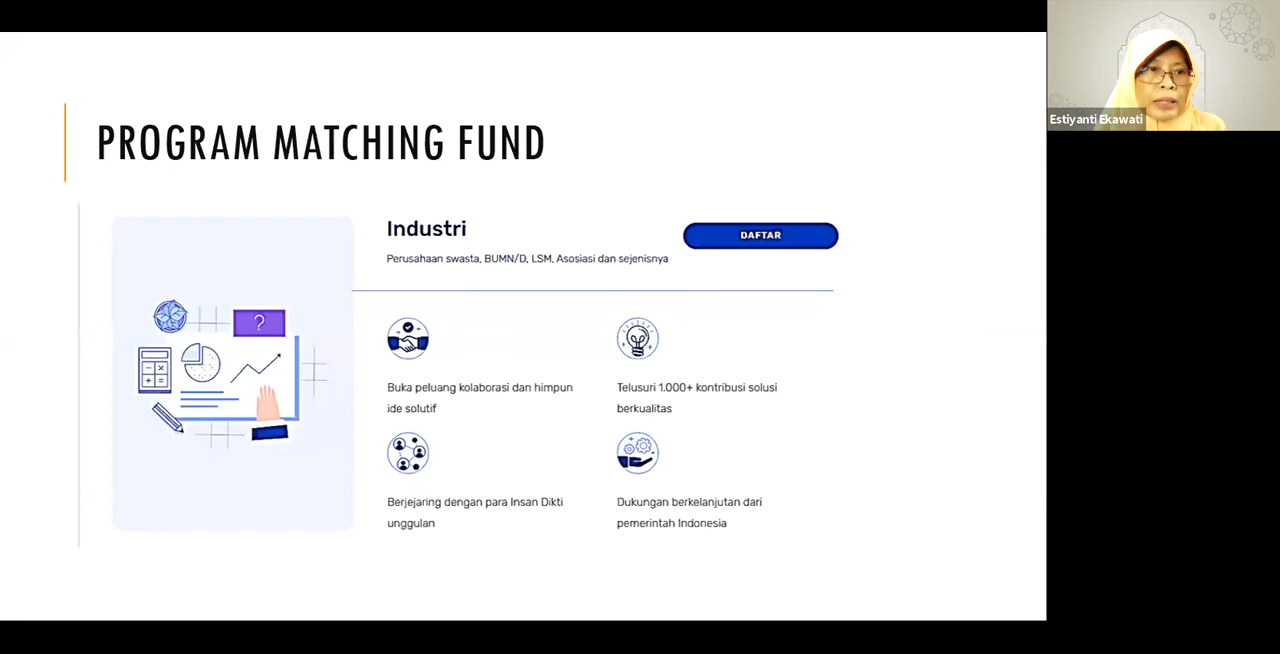 PROGRAM MATCHING FUND
Industri
DAFTAR
Perusahaan swasta, BUMN/D, LSM, Asosiasi dan sejenisnya
?
Buka peluang kolaborasi dan himpun
ide solutif
Telusuri 1.000+ kontribusi solusi
berkualitas
Berjejaring dengan para Insan Dikti
unggulan
Dukungan berkelanjutan dari
pemerintah Indonesia
Estiyanti Ekawati